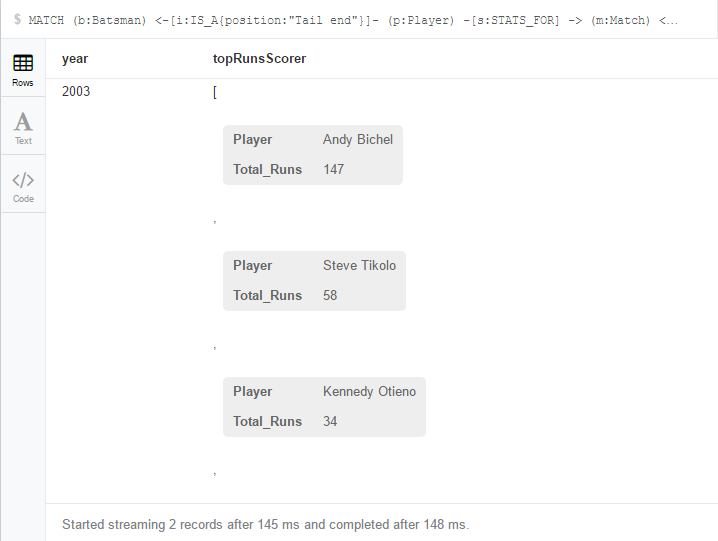 $ MATCH (b:Batsman) <-[i:IS_A{position:"Tail end"}]- (p:Player) -[s:STATS_FOR] -> (m:Match) <…
year topRunsScorer
Rows
2003 [
A
Text
Player Andy Bichel
Total_Runs 147
</>
Code
,
Player Steve Tikolo
Total_Runs 58
,
Player Kennedy Otieno
Total_Runs 34
,
Started streaming 2 records after 145 ms and completed after 148 ms.